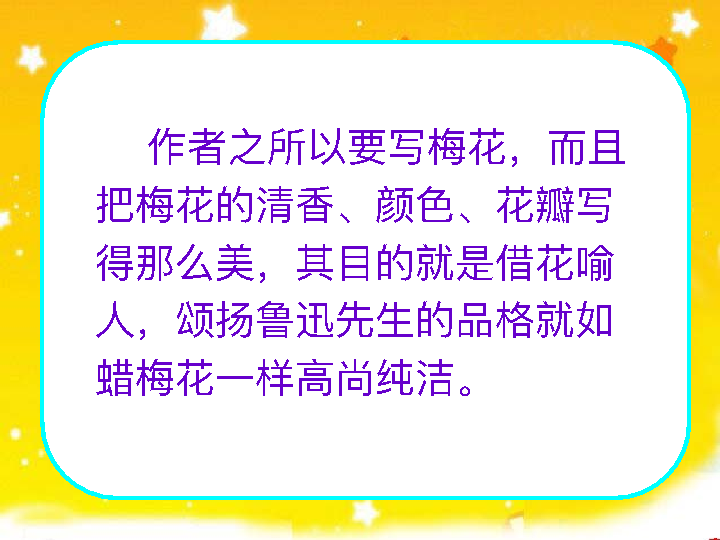 作者之所以要写梅花，而且
把梅花的清香、颜色、花瓣写
得那么美，其目的就是借花喻
人，颂扬鲁迅先生的品格就如
蜡梅花一样高尚纯洁。